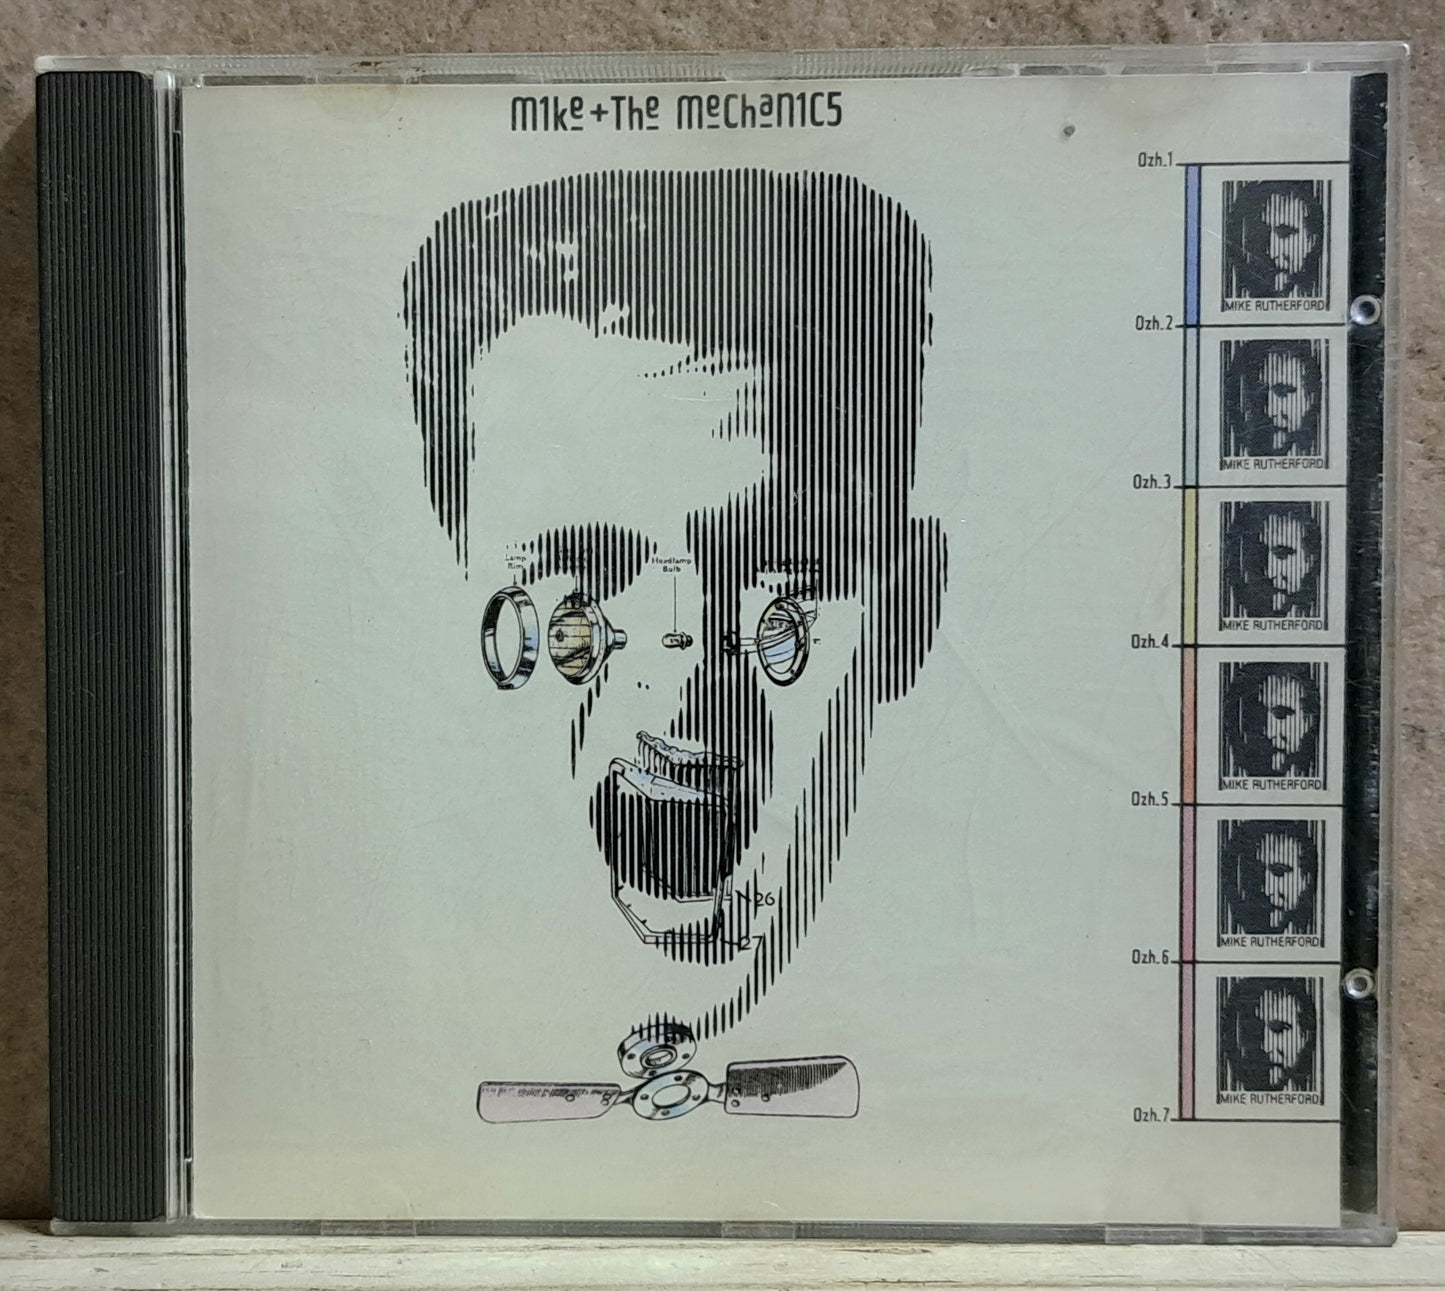 m1ke+The mechan1c5
Ozh.1
MIKE RUTHERFORD
Ozh.2
MIKE RUTHERFORD
Ozh.3
Lamp
Rim
Headlamp
Bulb
MIKE RUTHERFORD
Ozh.4
MIKE RUTHERFORD
Ozh.5
26
27
MIKE RUTHERFORD
Ozh.6
MIKE RUTHERFORD
Ozh.7